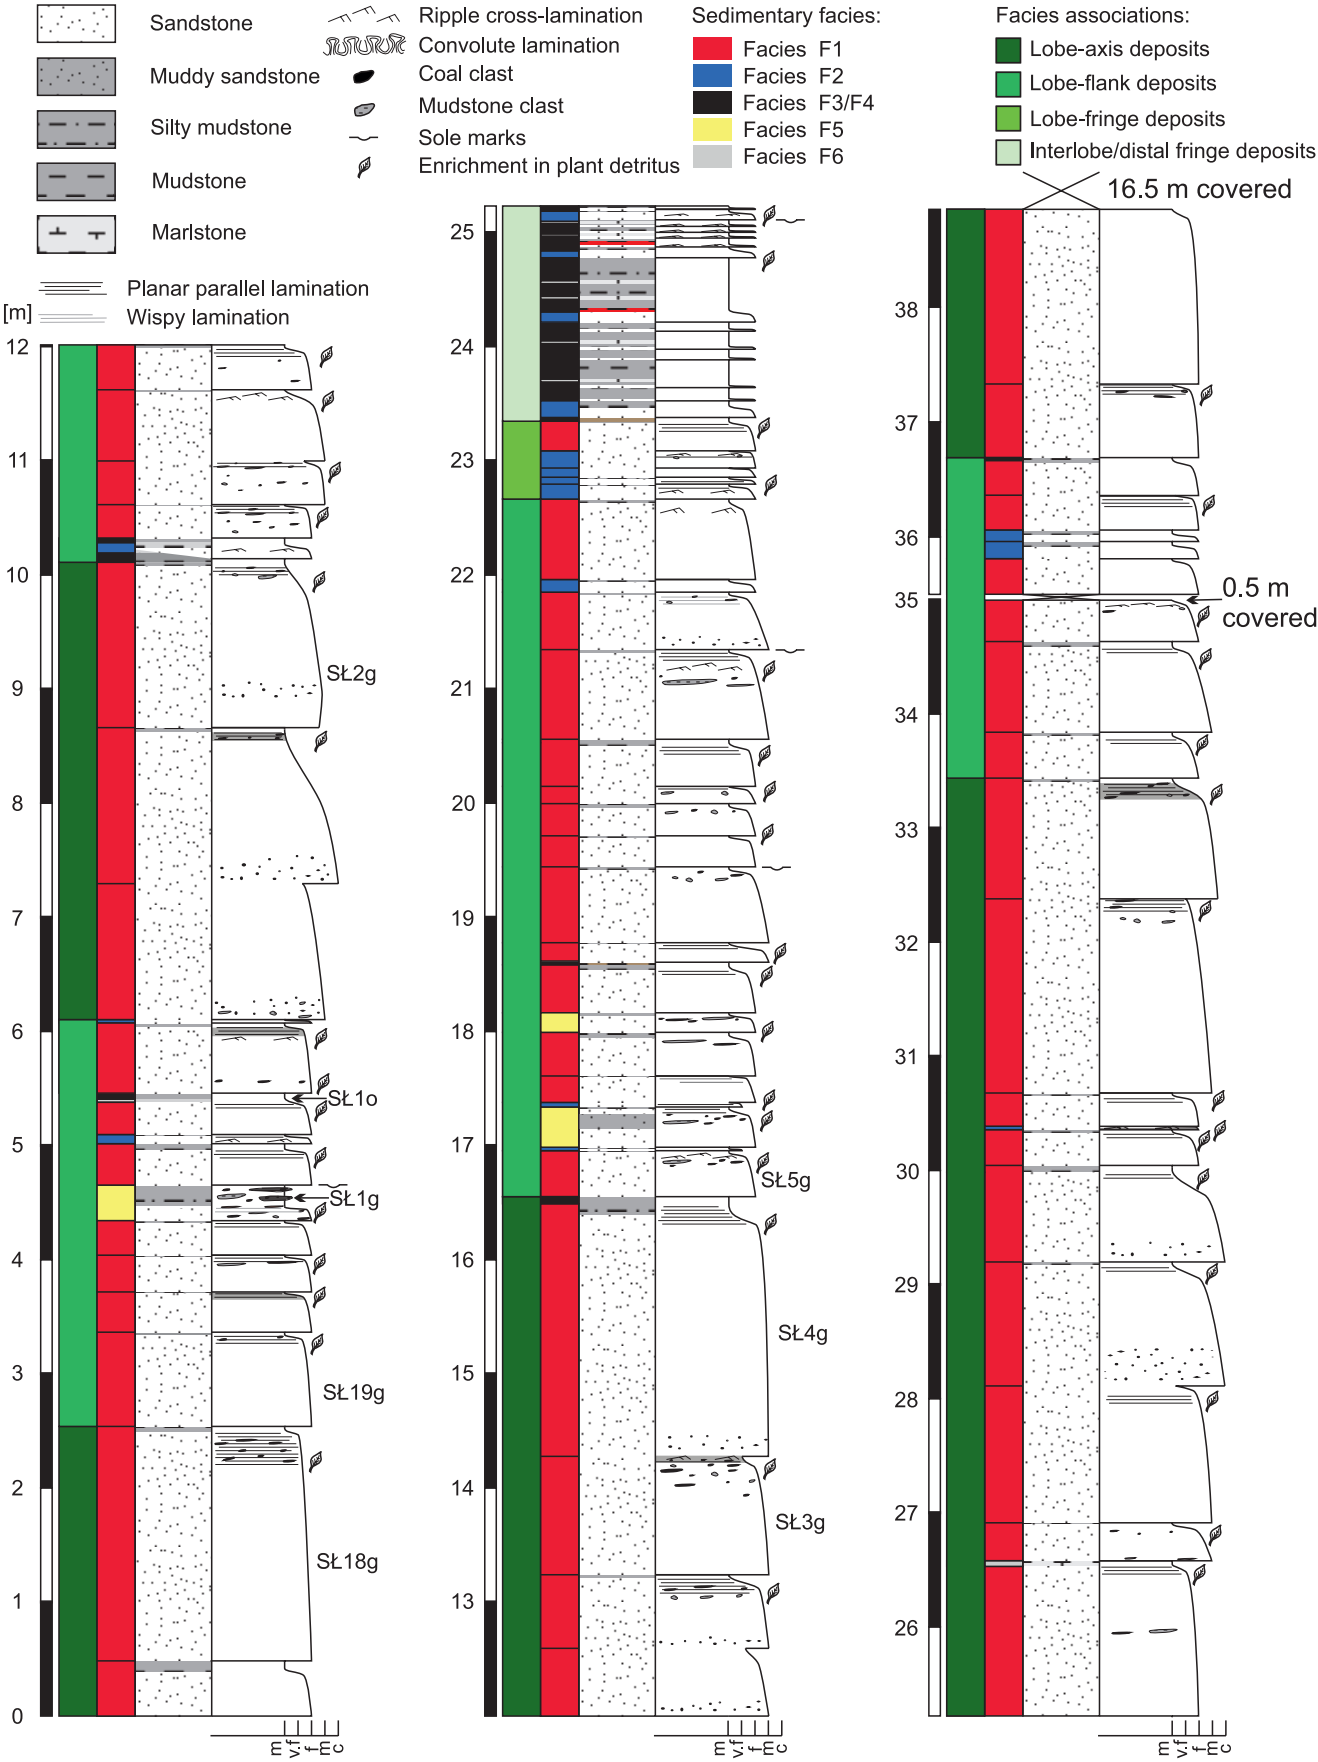 Sandstone
Muddy sandstone
Silty mudstone
Mudstone
Marlstone
Planar parallel lamination
Wispy lamination
Ripple cross-lamination
Convolute lamination
Coal clast
Mudstone clast
Sole marks
Enrichment in plant detritus
Sedimentary facies:
Facies F1
Facies F2
Facies F3/F4
Facies F5
Facies F6
Facies associations:
Lobe-axis deposits
Lobe-flank deposits
Lobe-fringe deposits
Interlobe/distal fringe deposits
16.5 m covered
[m]
12
11
10
9
8
7
6
5
4
3
2
1
0
SŁ2g
SŁ1o
SŁ1g
SŁ19g
SŁ18g
m
v.f
f
m
c
25
24
23
22
21
20
19
18
17
16
15
14
13
SŁ5g
SŁ4g
SŁ3g
m
v.f
f
m
c
38
37
36
35
34
33
32
31
30
29
28
27
26
0.5 m
covered
m
v.f
f
m
c